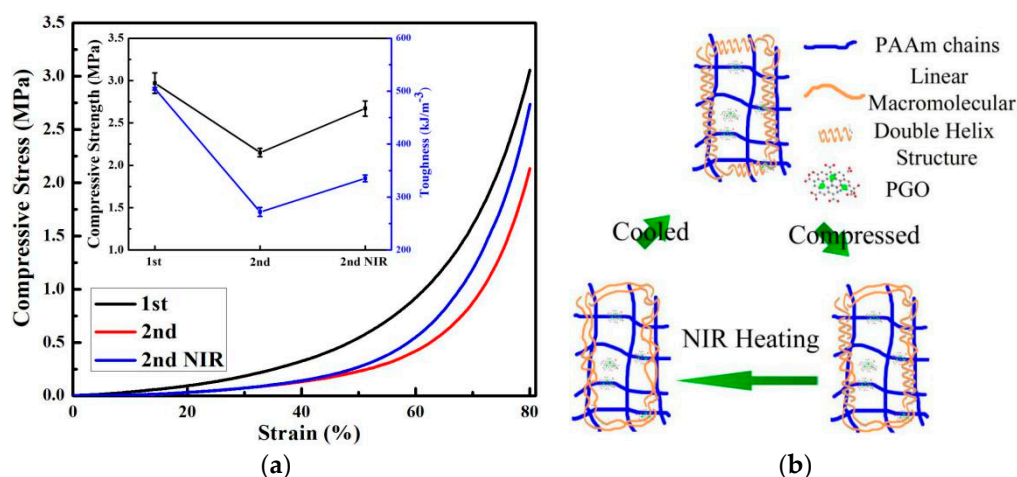 3.5
3.0
2.5
2.0
1.5
1.0
0.5
0.0
Compressive Stress (MPa)
0
20
40
60
80
Strain (%)
3.5
3.0
2.5
2.0
1.5
1.0
Compressive Strength (MPa)
600
500
400
300
200
Toughness (kJ/m⁻³)
1st
2nd
2nd NIR
1st
2nd
2nd NIR
(a)
PAAm chains
Linear
Macromolecular
Double Helix
Structure
PGO
Cooled
Compressed
NIR Heating
(b)